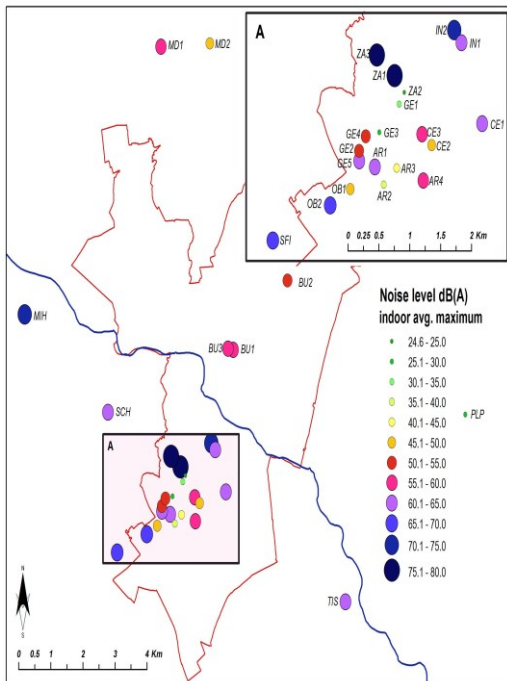 MD1
MD2
A
IN2
IN1
ZA3
ZA1
ZA2
GE1
CE1
GE4
GE3
CE3
CE2
GE2
AR1
GE5
AR3
OB1
AR2
AR4
OB2
SFI
0 0.25 0.5 1 1.5 2 Km
BU2
MIH
BU3 BU1
SCH
Noise level dB(A)
indoor avg. maximum
24.6 - 25.0
25.1 - 30.0
30.1 - 35.0
35.1 - 40.0
40.1 - 45.0
45.1 - 50.0
50.1 - 55.0
55.1 - 60.0
60.1 - 65.0
65.1 - 70.0
70.1 - 75.0
75.1 - 80.0
PLP
A
TIS
N
S
0 0.5 1 2 3 4 Km